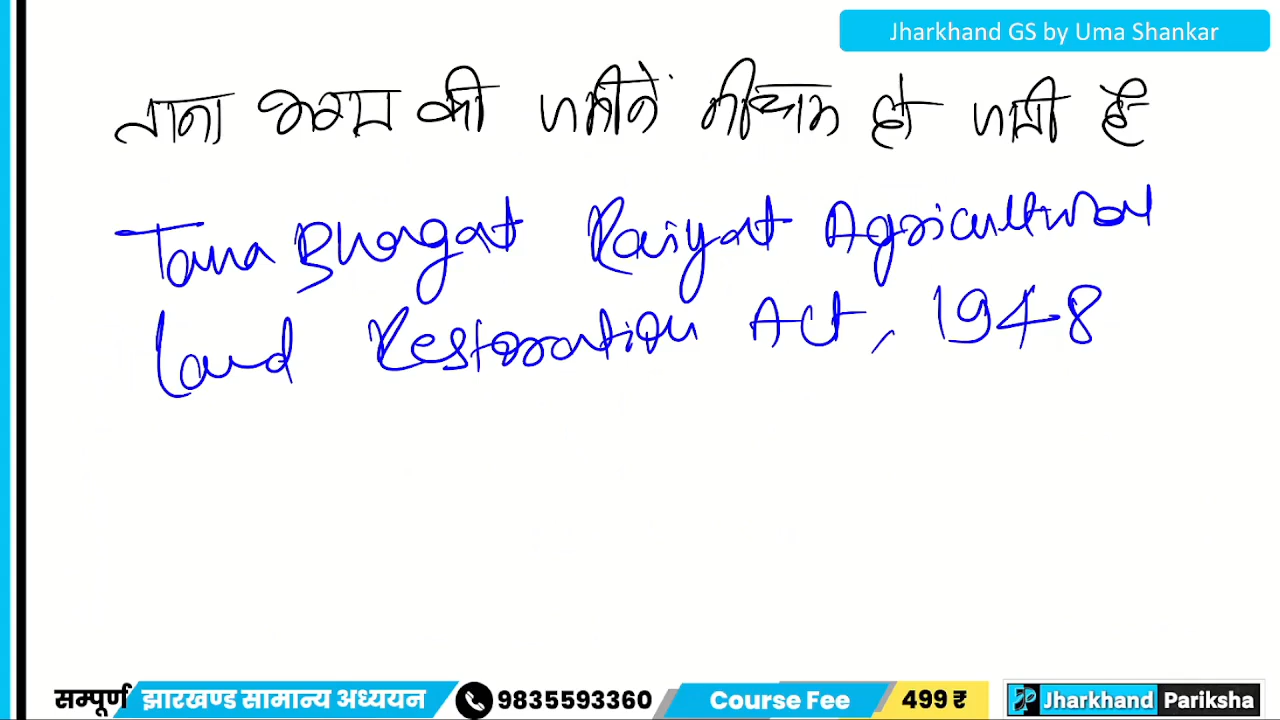 Jharkhand GS by Uma Shankar
ताना भगत की जमीने नीयाम हो गयी हैं
Tana Bhagat Raiyat Agricultural
Land Restoration Act, 1948
सम्पूर्ण झारखण्ड सामान्य अध्ययन 9835593360 Course Fee 499 ₹ JP Jharkhand Pariksha